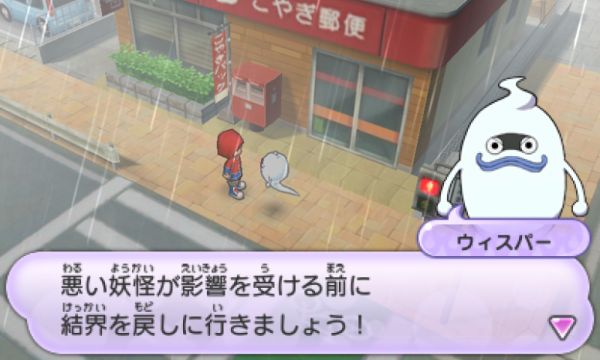 こやぎ郵便
ウィスパー
悪い妖怪が影響を受ける前に
結界を戻しに行きましょう！